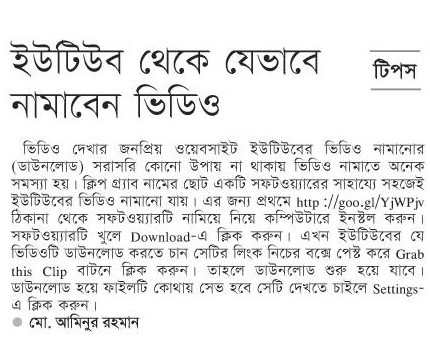 ইউটিউব থেকে যেভাবে
নামাবেন ভিডিও
টিপস
ভিডিও দেখার জনপ্রিয় ওয়েবসাইট ইউটিউবের ভিডিও নামানোর
(ডাউনলোড) সরাসরি কোনো উপায় না থাকায় ভিডিও নামাতে অনেক
সমস্যা হয়। ক্লিপ গ্র্যাব নামের ছোট একটি সফটওয়্যারের সাহায্যে সহজেই
ইউটিউবের ভিডিও নামানো যায়। এর জন্য প্রথমে http ://goo.gl/YjWPjv
ঠিকানা থেকে সফটওয়্যারটি নামিয়ে নিয়ে কম্পিউটারে ইনস্টল করুন।
সফটওয়্যারটি খুলে Download-এ ক্লিক করুন। এখন ইউটিউবের যে
ভিডিওটি ডাউনলোড করতে চান সেটির লিংক নিচের বক্সে পেস্ট করে Grab
this Clip বাটনে ক্লিক করুন। তাহলে ডাউনলোড শুরু হয়ে যাবে।
ডাউনলোড হয়ে ফাইলটি কোথায় সেভ হবে সেটি দেখতে চাইলে Settings-
এ ক্লিক করুন।
● মো. আমিনুর রহমান